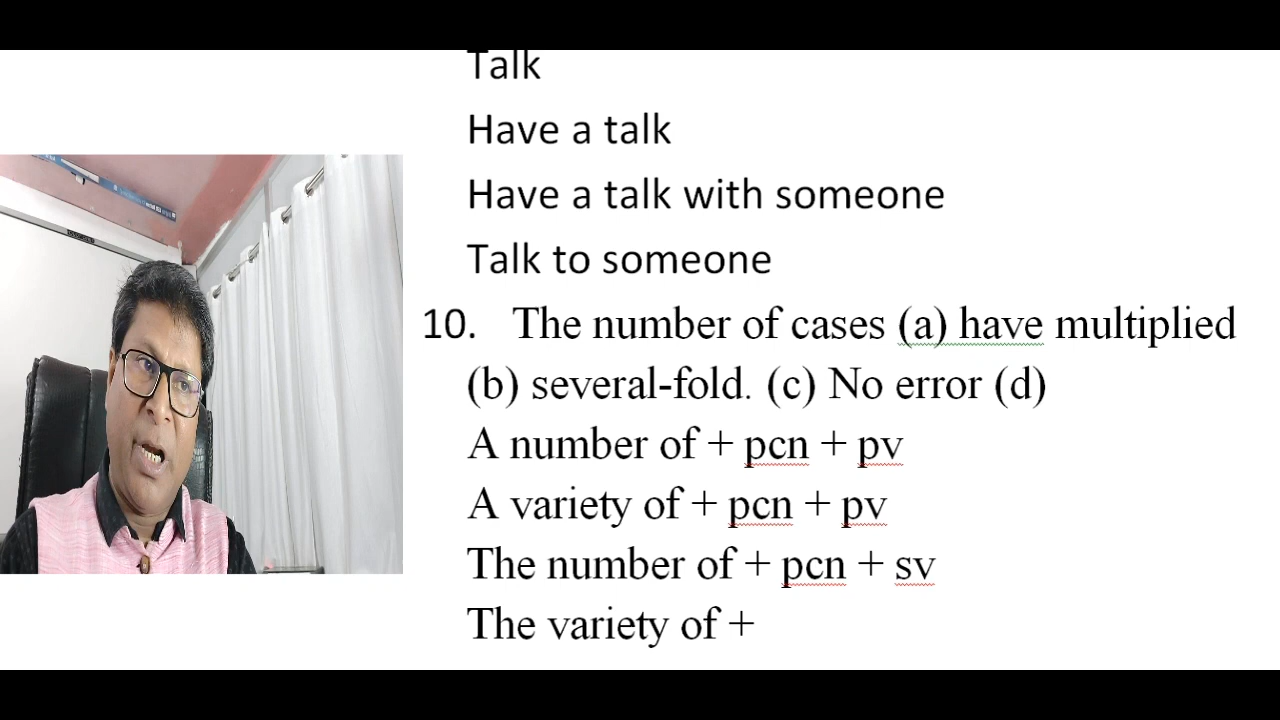 Talk
Have a talk
Have a talk with someone
Talk to someone
10. The number of cases (a) have multiplied
(b) several-fold. (c) No error (d)
A number of + pcn + pv
A variety of + pcn + pv
The number of + pcn + sv
The variety of +